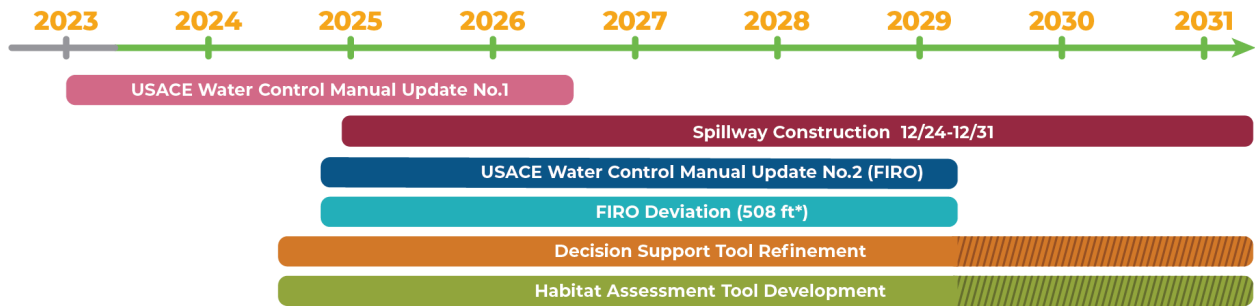 2023 2024 2025 2026 2027 2028 2029 2030 2031
USACE Water Control Manual Update No.1
Spillway Construction 12/24-12/31
USACE Water Control Manual Update No.2 (FIRO)
FIRO Deviation (508 ft*)
Decision Support Tool Refinement
Habitat Assessment Tool Development